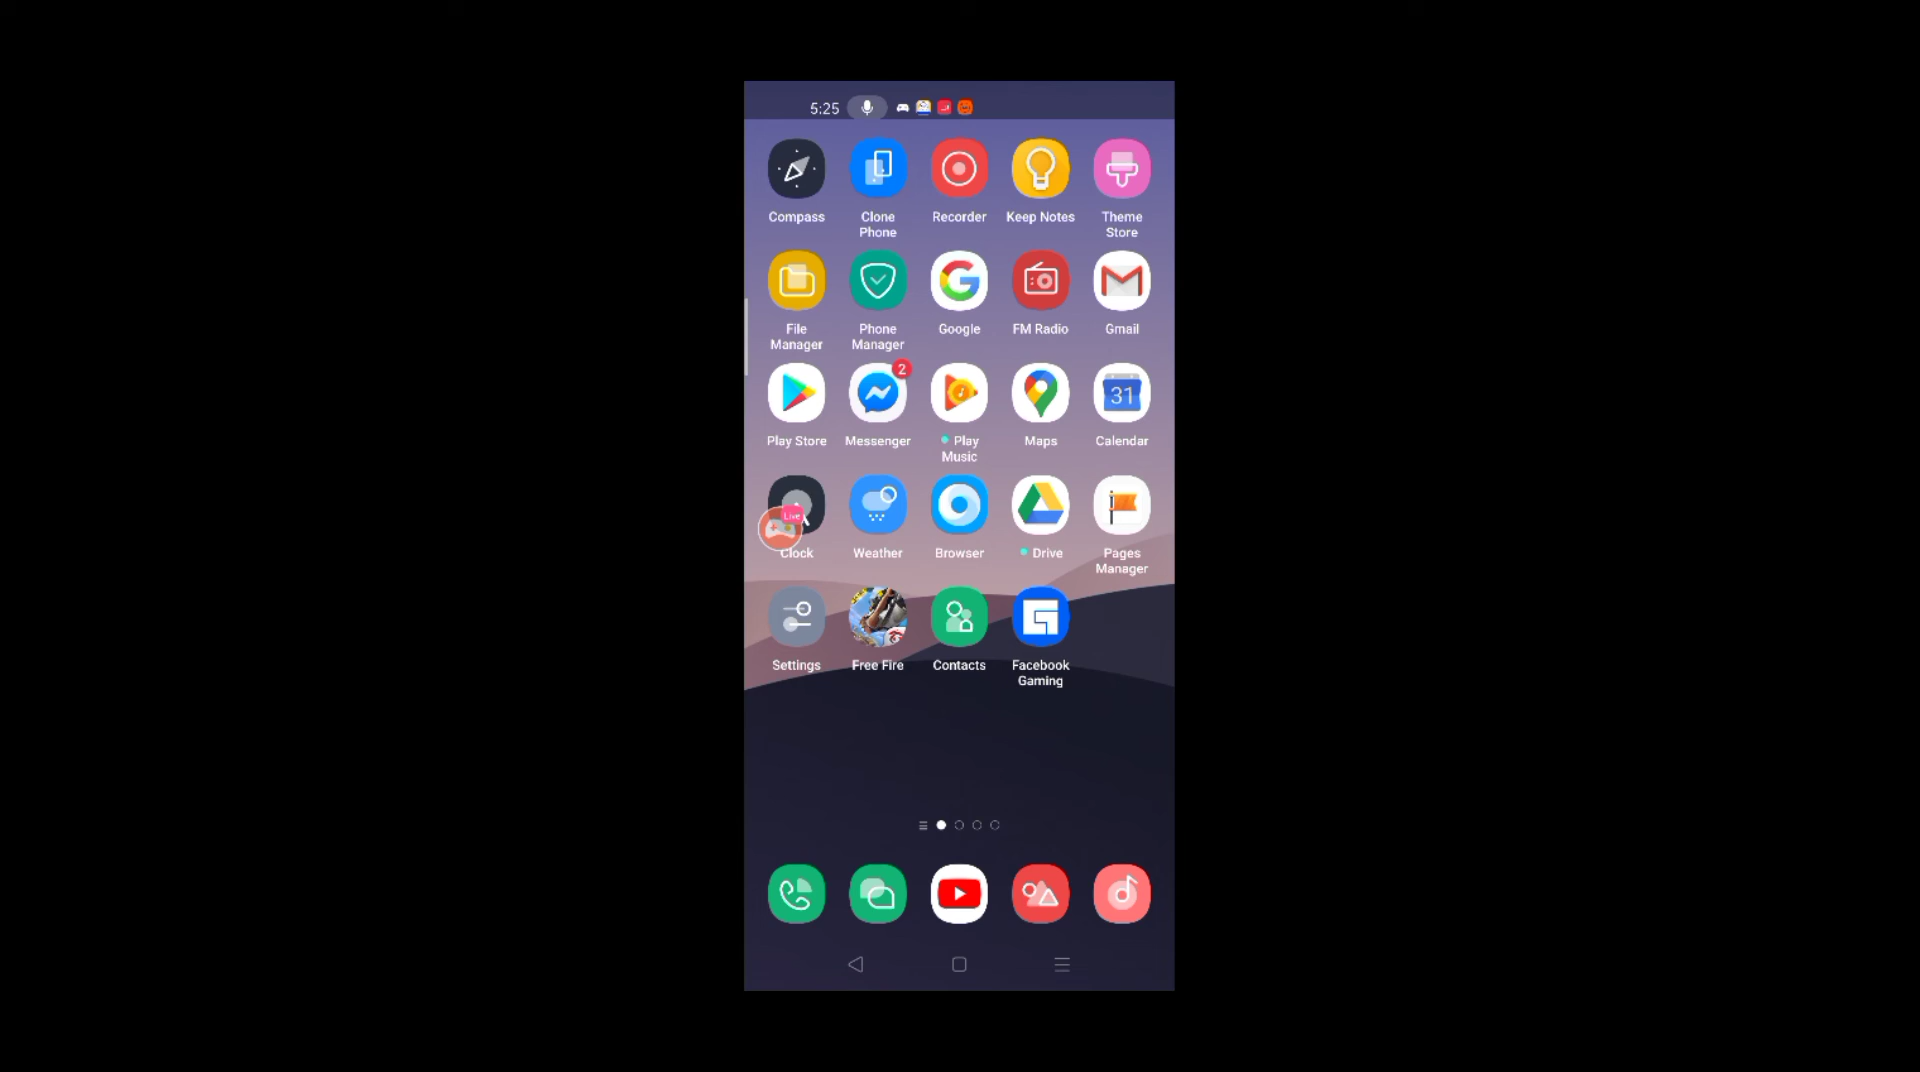 5:25
Compass
Clone
Phone
Recorder
Keep Notes
Theme
Store
File
Manager
Phone
Manager
Google
FM Radio
Gmail
2
31
Play Store
Messenger
Play
Music
Maps
Calendar
Live
Clock
Weather
Browser
Drive
Pages
Manager
Settings
Free Fire
Contacts
Facebook
Gaming